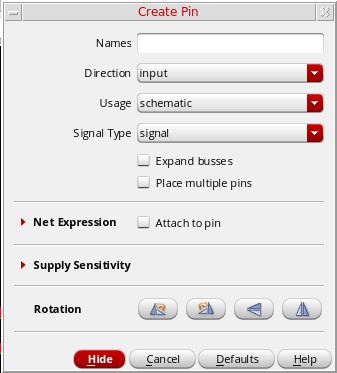 Create Pin
Names
Direction input
Usage schematic
Signal Type signal
Expand busses
Place multiple pins
Net Expression Attach to pin
Supply Sensitivity
Rotation
Hide Cancel Defaults Help